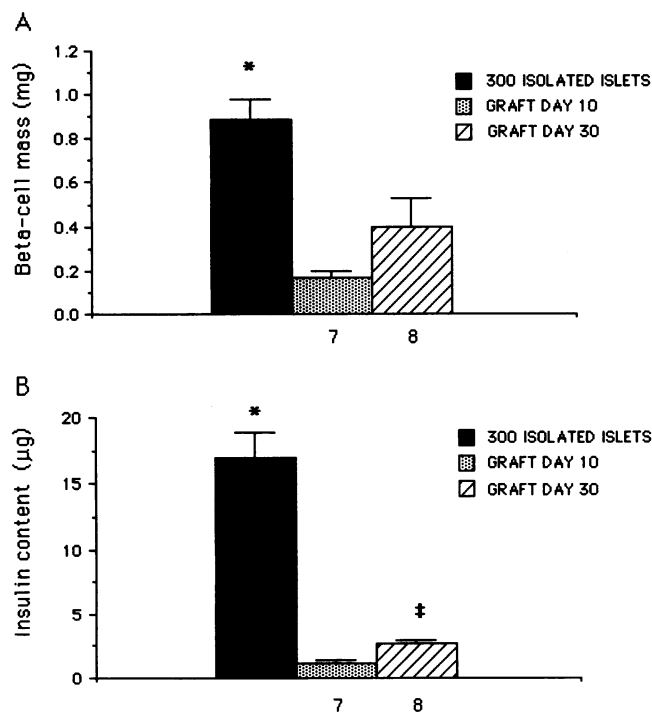 A
Beta-cell mass (mg)
1.2
1.0
0.8
0.6
0.4
0.2
0.0
*
300 ISOLATED ISLETS
GRAFT DAY 10
GRAFT DAY 30
7 8
B
Insulin content (µg)
20
15
10
5
0
*
‡
300 ISOLATED ISLETS
GRAFT DAY 10
GRAFT DAY 30
7 8